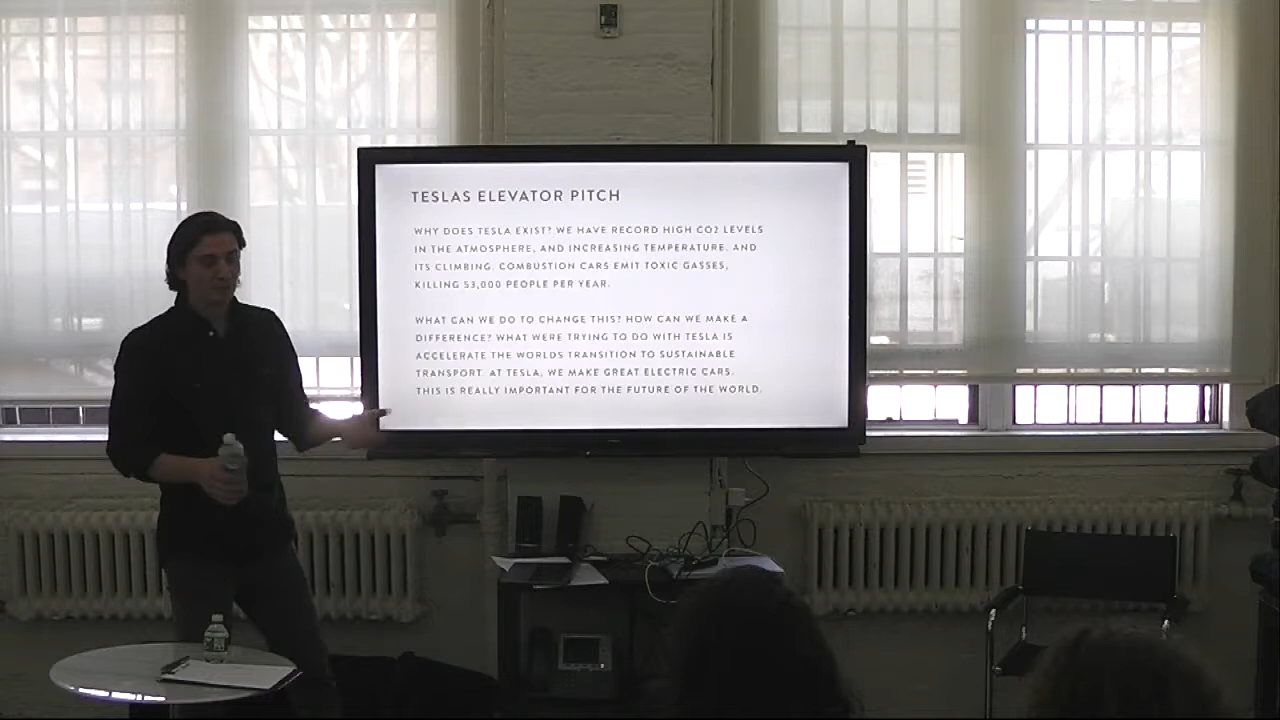 TESLAS ELEVATOR PITCH
WHY DOES TESLA EXIST? WE HAVE RECORD HIGH CO2 LEVELS
IN THE ATMOSPHERE, AND INCREASING TEMPERATURE. AND
ITS CLIMBING. COMBUSTION CARS EMIT TOXIC GASSES,
KILLING 53,000 PEOPLE PER YEAR.
WHAT CAN WE DO TO CHANGE THIS? HOW CAN WE MAKE A
DIFFERENCE? WHAT WERE TRYING TO DO WITH TESLA IS
ACCELERATE THE WORLDS TRANSITION TO SUSTAINABLE
TRANSPORT. AT TESLA, WE MAKE GREAT ELECTRIC CARS.
THIS IS REALLY IMPORTANT FOR THE FUTURE OF THE WORLD.